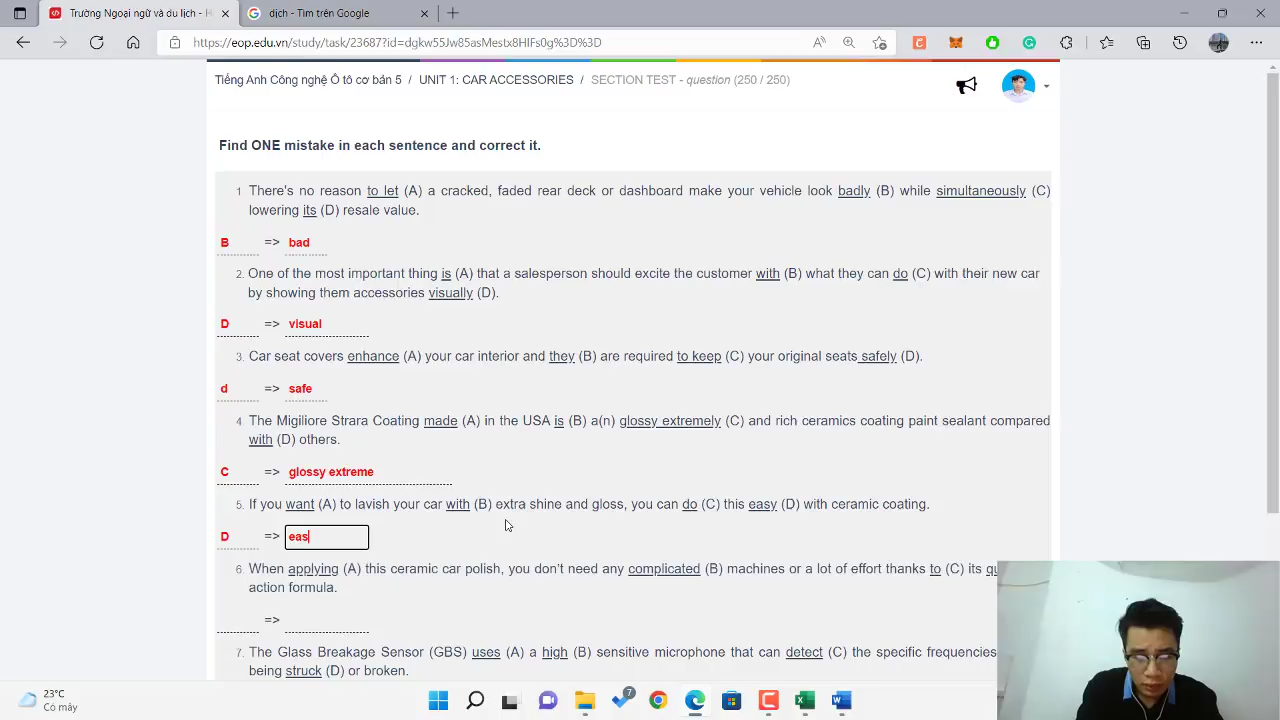 Trường Ngoại ngữ và du lịch - H
dịch - Tìm trên Google
https://eop.edu.vn/study/task/23687?id=dgkw55Jw85asMestx8HIFs0g%3D%3D
Tiếng Anh Công nghệ Ô tô cơ bản 5 / UNIT 1: CAR ACCESSORIES / SECTION TEST - question (250 / 250)
Find ONE mistake in each sentence and correct it.
1. There's no reason to let (A) a cracked, faded rear deck or dashboard make your vehicle look badly (B) while simultaneously (C)
lowering its (D) resale value.
B => bad
2. One of the most important thing is (A) that a salesperson should excite the customer with (B) what they can do (C) with their new car
by showing them accessories visually (D).
D => visual
3. Car seat covers enhance (A) your car interior and they (B) are required to keep (C) your original seats safely (D).
d => safe
4. The Migiliore Strara Coating made (A) in the USA is (B) a(n) glossy extremely (C) and rich ceramics coating paint sealant compared
with (D) others.
C => glossy extreme
5. If you want (A) to lavish your car with (B) extra shine and gloss, you can do (C) this easy (D) with ceramic coating.
D => eas
6. When applying (A) this ceramic car polish, you don't need any complicated (B) machines or a lot of effort thanks to (C) its
action formula.
=>
7. The Glass Breakage Sensor (GBS) uses (A) a high (B) sensitive microphone that can detect (C) the specific frequencies
being struck (D) or broken.
7
23°C
Có mây